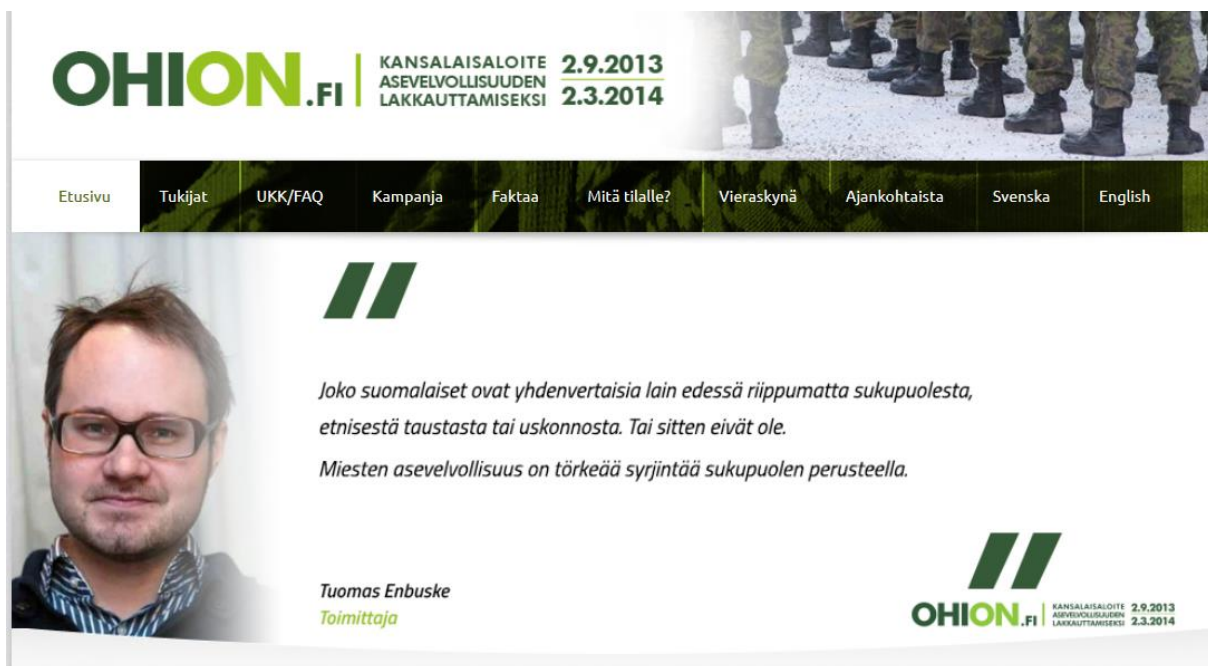 OHION.FI
KANSALAISALOITE
ASEVELVOLLISUUDEN
LAKKAUTTAMISEKSI
2.9.2013
2.3.2014
Etusivu Tukijat UKK/FAQ Kampanja Faktaa Mitä tilalle? Vieraskynä Ajankohtaista Svenska English
Joko suomalaiset ovat yhdenvertaisia lain edessä riippumatta sukupuolesta,
etnisestä taustasta tai uskonnosta. Tai sitten eivät ole.
Miesten asevelvollisuus on törkeää syrjintää sukupuolen perusteella.
Tuomas Enbuske
Toimittaja
OHION.FI
KANSALAISALOITE
ASEVELVOLLISUUDEN
LAKKAUTTAMISEKSI
2.9.2013
2.3.2014